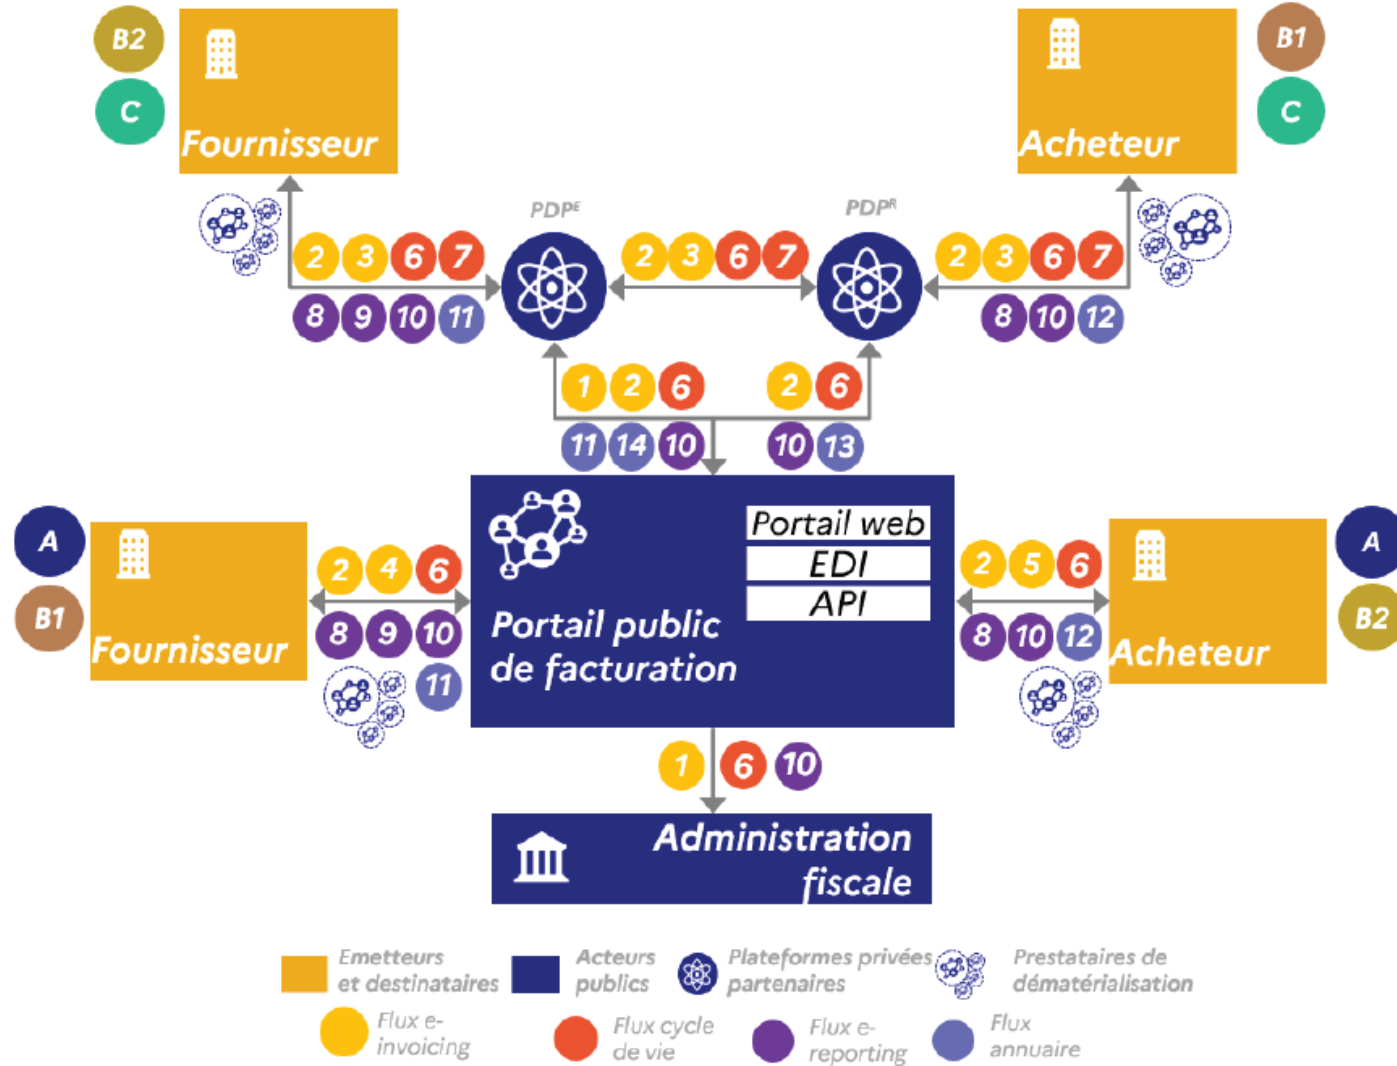 B2
C
Fournisseur
B1
C
Acheteur
PDPᴱ
PDPᴿ
2 3 6 7
8 9 10 11
2 3 6 7
2 3 6 7
8 10 12
1 2 6
11 14 10
2 6
10 13
A
B1
Fournisseur
2 4 6
8 9 10
11
Portail public
de facturation
Portail web
EDI
API
2 5 6
8 10 12
Acheteur
A
B2
1 6 10
Administration
fiscale
Emetteurs
et destinataires
Acteurs
publics
Plateformes privées
partenaires
Prestataires de
dématérialisation
Flux e-
invoicing
Flux cycle
de vie
Flux e-
reporting
Flux
annuaire